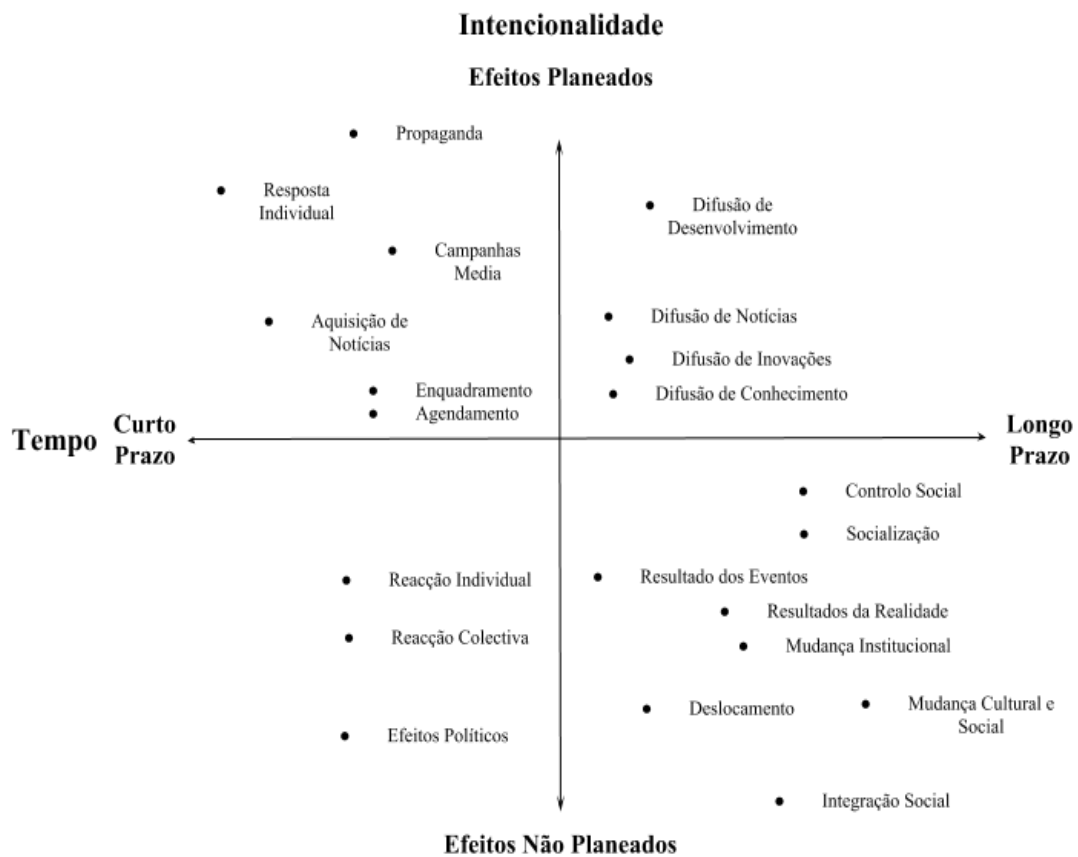 Intencionalidade
Efeitos Planeados
Propaganda
Resposta
Individual
Difusão de
Desenvolvimento
Campanhas
Media
Aquisição de
Notícias
Difusão de Notícias
Difusão de Inovações
Enquadramento
Difusão de Conhecimento
Agendamento
Tempo
Curto
Prazo
Longo
Prazo
Controlo Social
Socialização
Reacção Individual
Resultado dos Eventos
Resultados da Realidade
Reacção Colectiva
Mudança Institucional
Deslocamento
Mudança Cultural e
Social
Efeitos Políticos
Integração Social
Efeitos Não Planeados